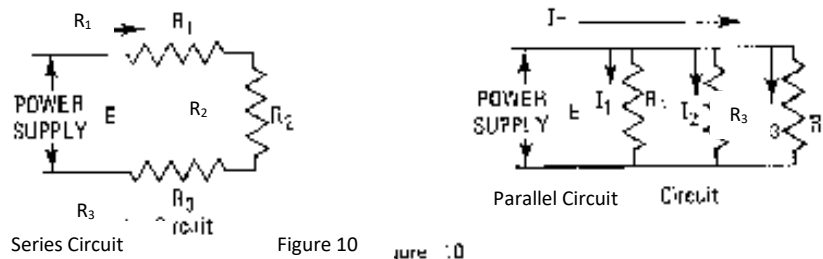 R1 R1
POWER SUPPLY E R2 R2
R3
R3
Series Circuit Figure 10
I
POWER SUPPLY E I1 R I2 R3
Parallel Circuit Circuit